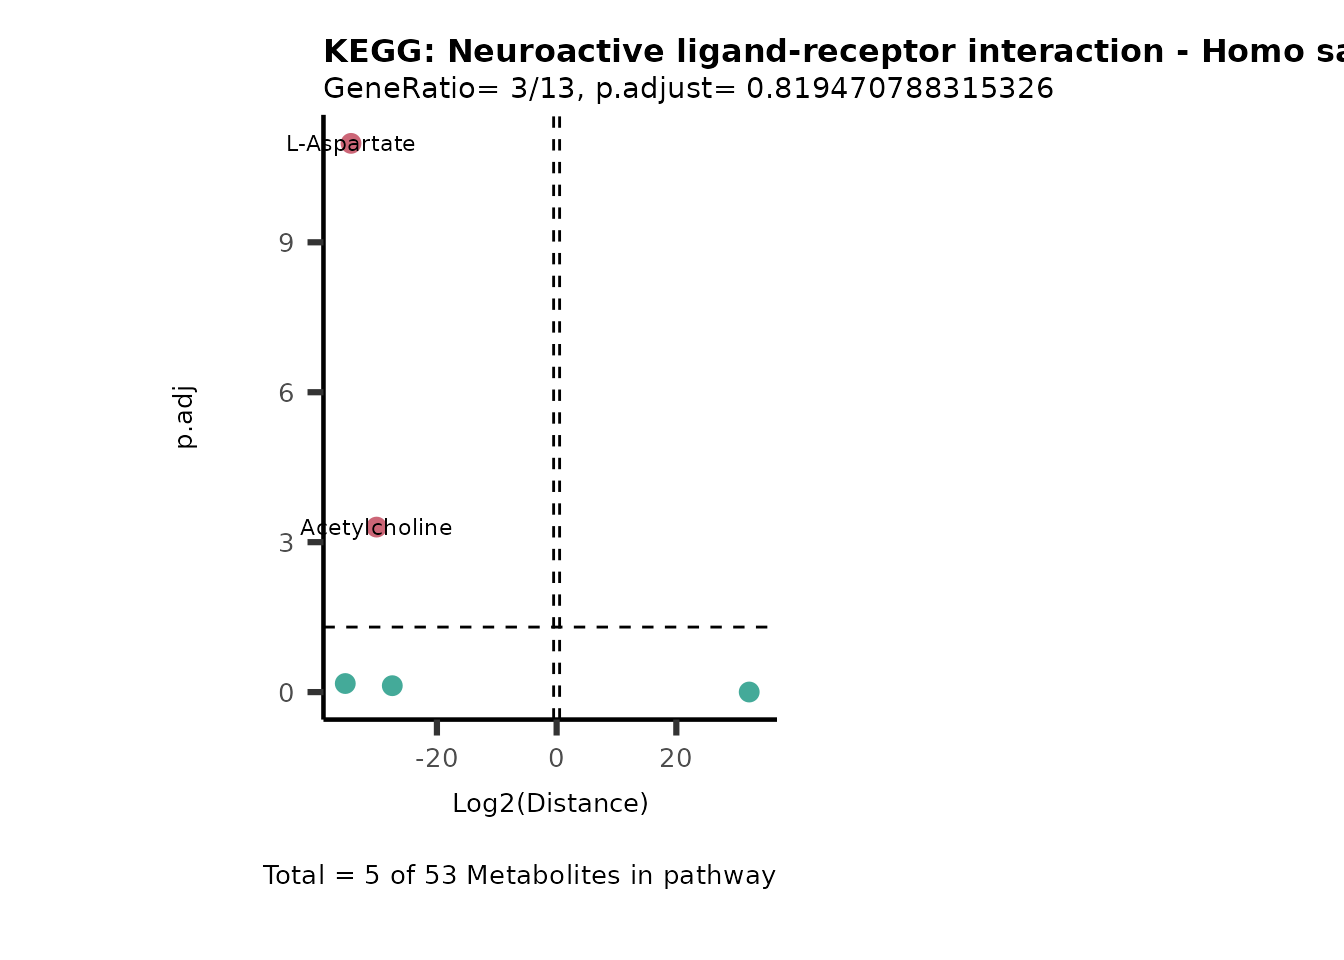 KEGG: Neuroactive ligand-receptor interaction - Homo sa
GeneRatio= 3/13, p.adjust= 0.819470788315326
L-Aspartate
9
6
p.adj
Acetylcholine
3
0
-20 0 20
Log2(Distance)
Total = 5 of 53 Metabolites in pathway